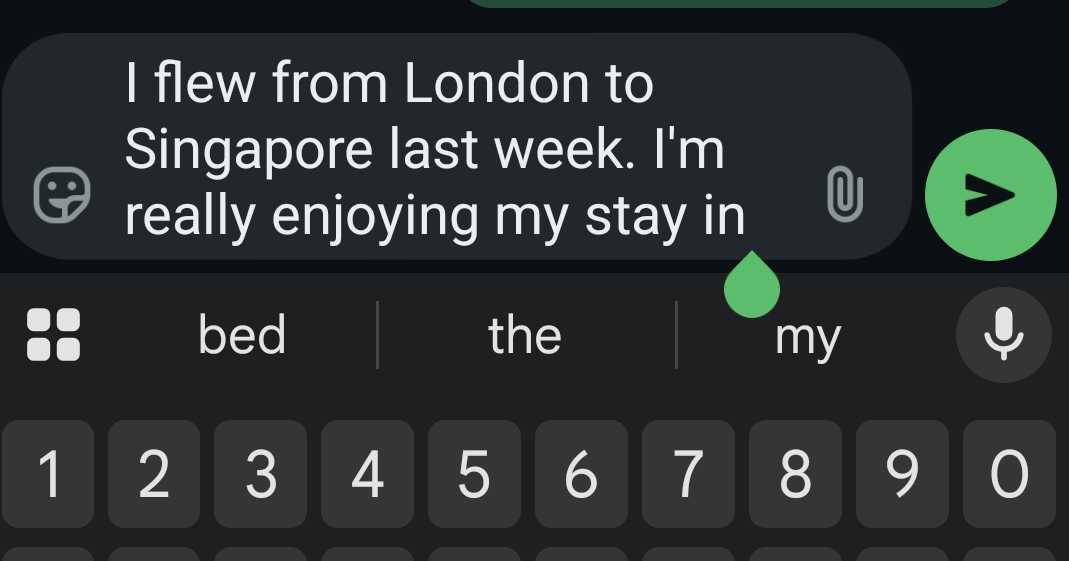 I flew from London to
Singapore last week. I'm
really enjoying my stay in
bed the my
1 2 3 4 5 6 7 8 9 0